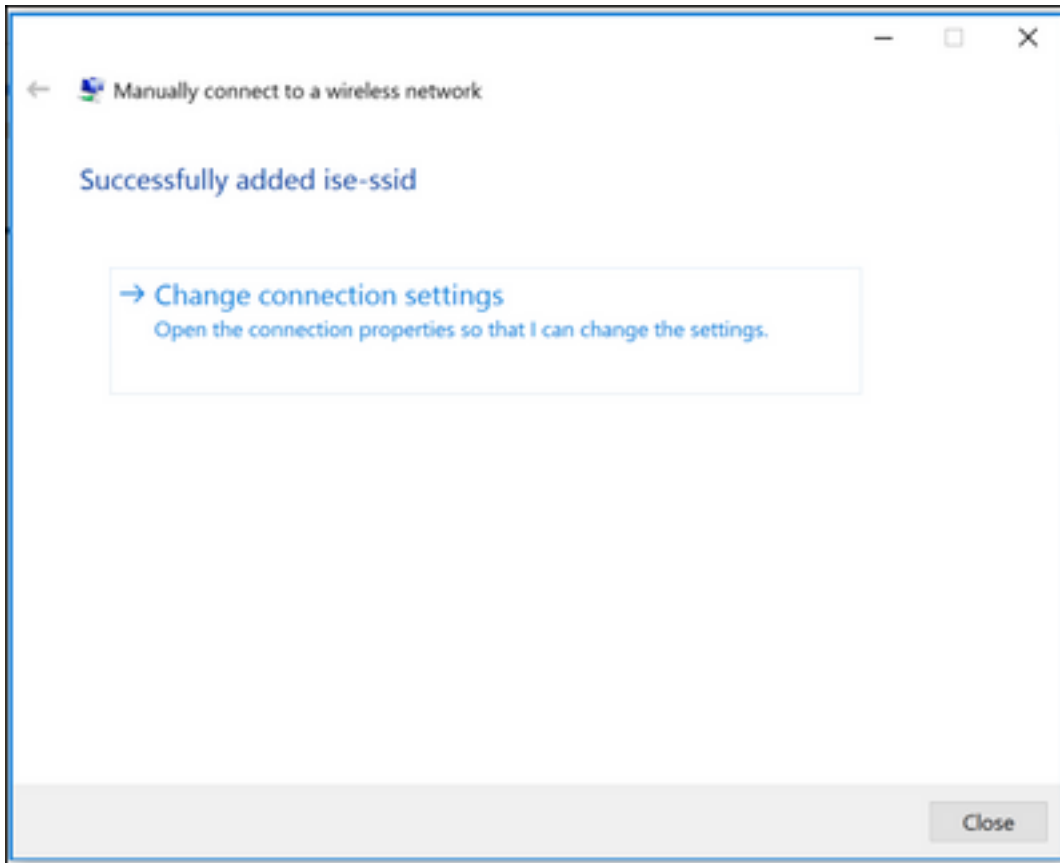 Manually connect to a wireless network
Successfully added ise-ssid
Change connection settings
Open the connection properties so that I can change the settings.
Close